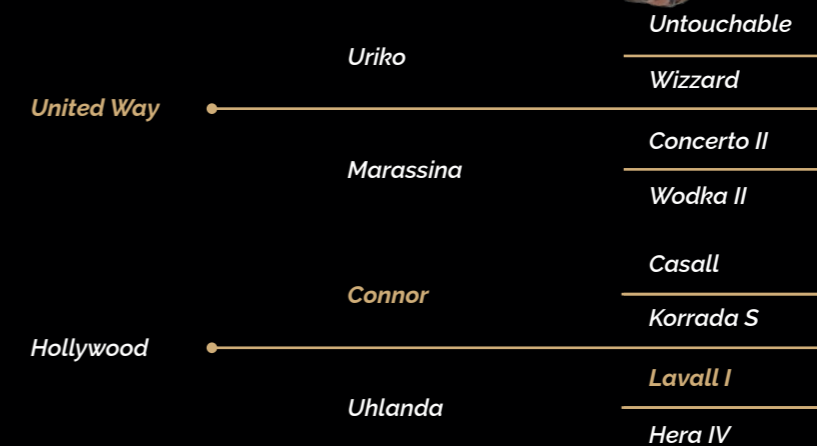 Untouchable
Uriko
Wizzard
United Way
Concerto II
Marassina
Wodka II
Casall
Connor
Korrada S
Hollywood
Lavall I
Uhlanda
Hera IV